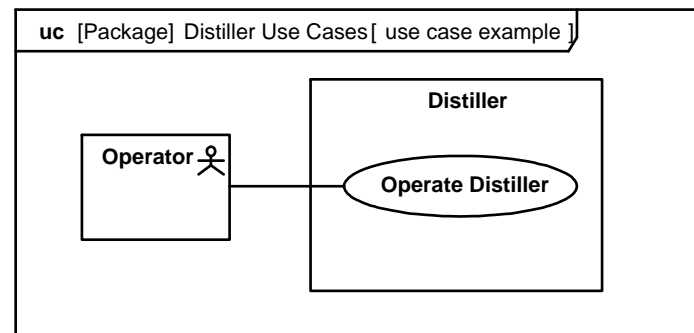 uc [Package] Distiller Use Cases [ use case example ]
Distiller
Operator
Operate Distiller